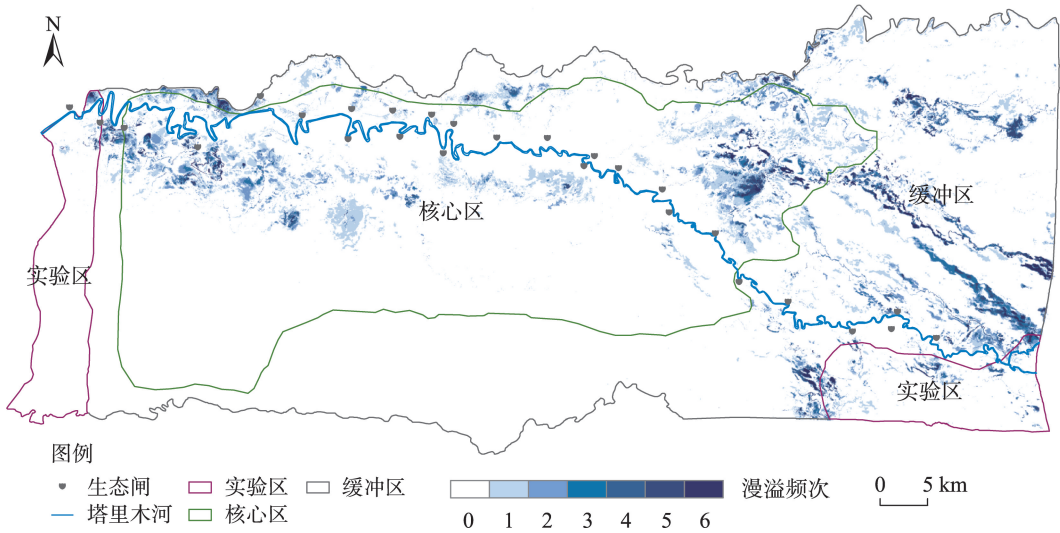 N
核心区
缓冲区
实验区
实验区
图例
生态闸 实验区 缓冲区 漫溢频次 0 5 km
塔里木河 核心区 0 1 2 3 4 5 6